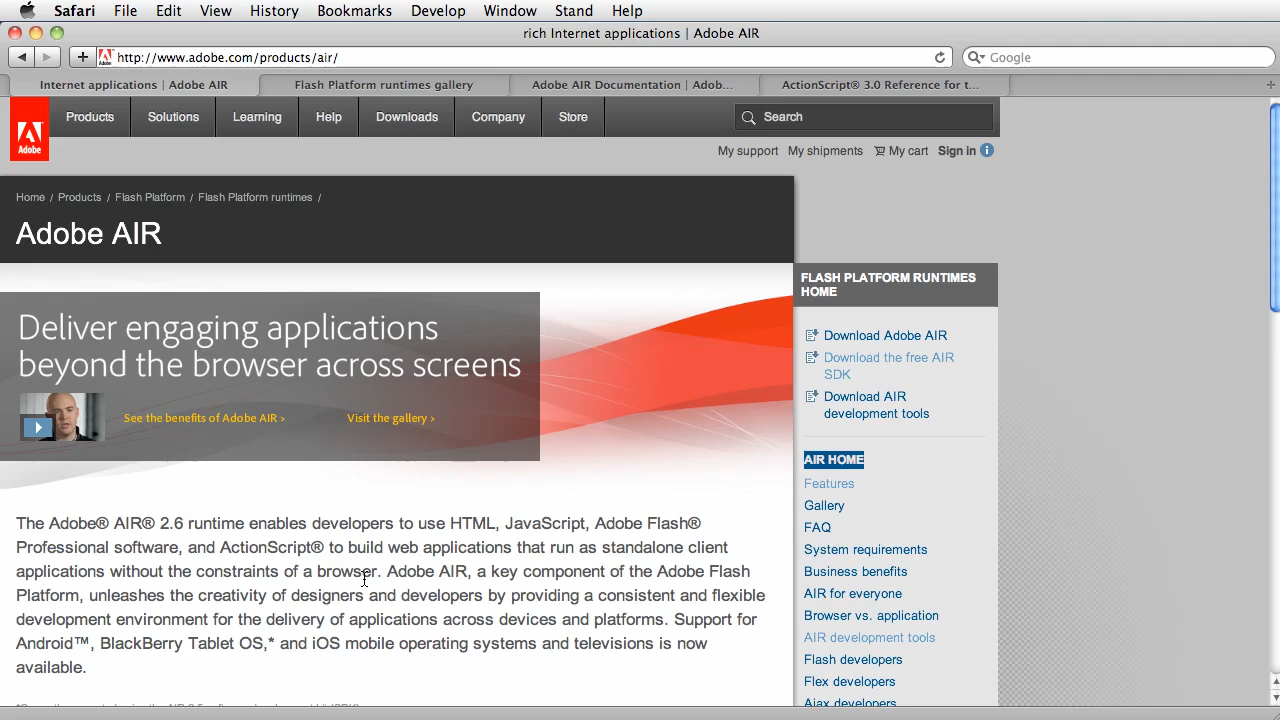 Safari File Edit View History Bookmarks Develop Window Stand Help
rich Internet applications | Adobe AIR
http://www.adobe.com/products/air/
Google
Internet applications | Adobe AIR
Flash Platform runtimes gallery
Adobe AIR Documentation | Adob...
ActionScript® 3.0 Reference for t...
Adobe
Products Solutions Learning Help Downloads Company Store
Search
My support My shipments My cart Sign in
Home / Products / Flash Platform / Flash Platform runtimes /
Adobe AIR
Deliver engaging applications
beyond the browser across screens
See the benefits of Adobe AIR > Visit the gallery >
The Adobe® AIR® 2.6 runtime enables developers to use HTML, JavaScript, Adobe Flash®
Professional software, and ActionScript® to build web applications that run as standalone client
applications without the constraints of a browser. Adobe AIR, a key component of the Adobe Flash
Platform, unleashes the creativity of designers and developers by providing a consistent and flexible
development environment for the delivery of applications across devices and platforms. Support for
Android™, BlackBerry Tablet OS,* and iOS mobile operating systems and televisions is now
available.
FLASH PLATFORM RUNTIMES
HOME
Download Adobe AIR
Download the free AIR
SDK
Download AIR
development tools
AIR HOME
Features
Gallery
FAQ
System requirements
Business benefits
AIR for everyone
Browser vs. application
AIR development tools
Flash developers
Flex developers
Ajax developers